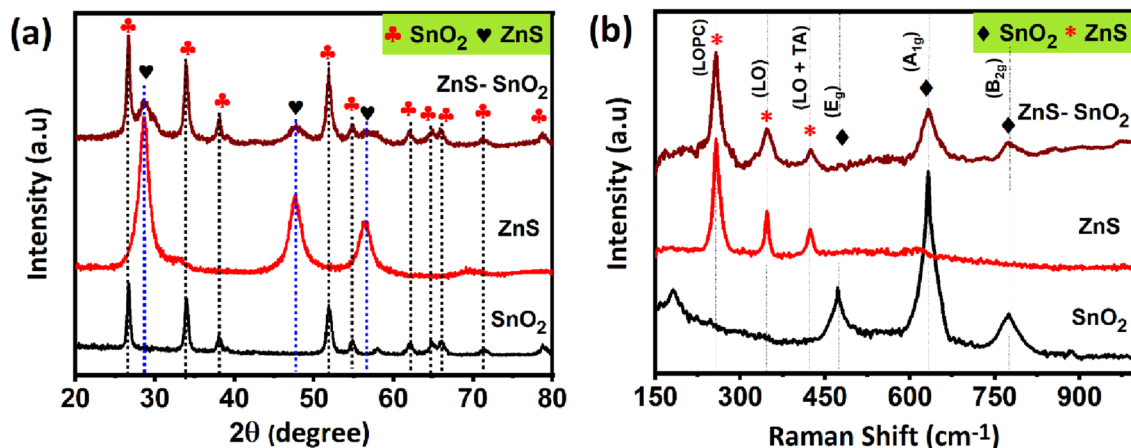 (a)
♣ SnO₂ ♥ ZnS
ZnS- SnO₂
ZnS
SnO₂
Intensity (a.u)
20 30 40 50 60 70 80
2θ (degree)
(b)
◆ SnO₂ * ZnS
(LOPC)
(LO)
(LO + TA)
(E₉)
(A₁g)
(B₂g)
ZnS- SnO₂
ZnS
SnO₂
Intensity (a.u)
150 300 450 600 750 900
Raman Shift (cm⁻¹)